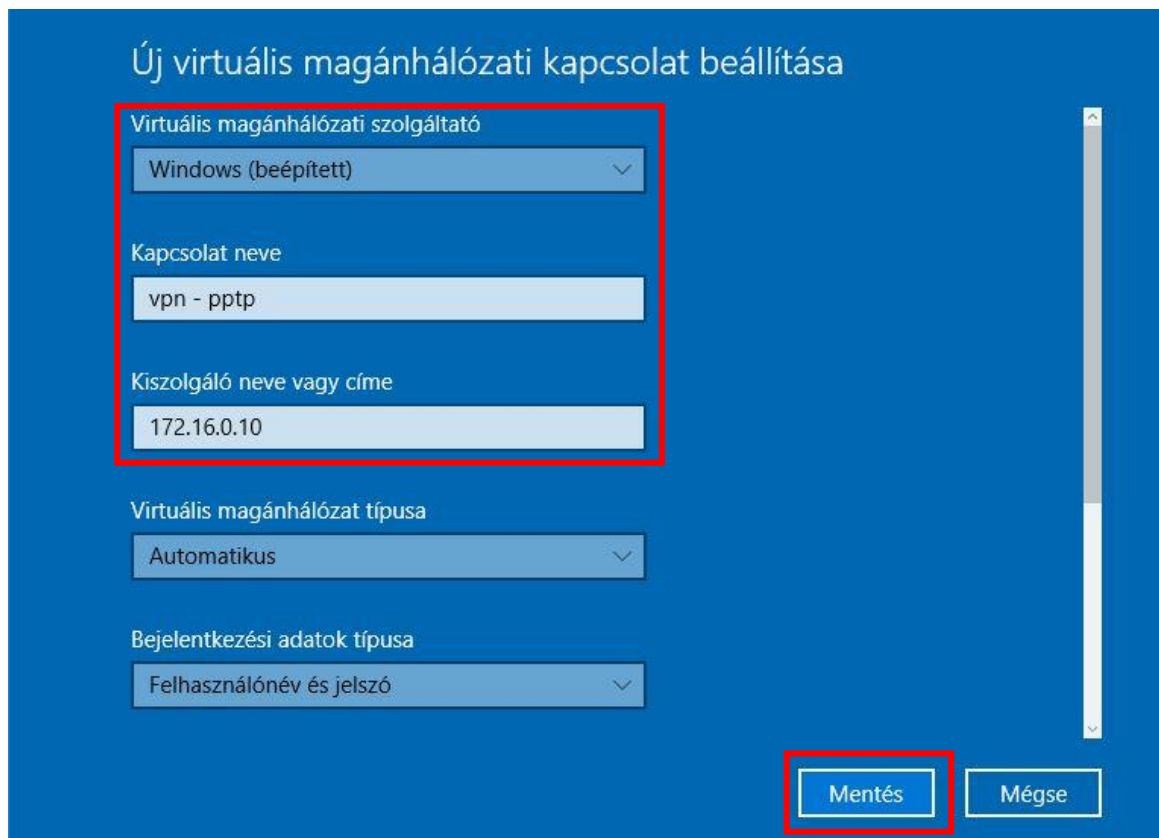 Új virtuális magánhálózati kapcsolat beállítása
Virtuális magánhálózati szolgáltató
Windows (beépített)
Kapcsolat neve
vpn - pptp
Kiszolgáló neve vagy címe
172.16.0.10
Virtuális magánhálózat típusa
Automatikus
Bejelentkezési adatok típusa
Felhasználónév és jelszó
Mentés
Mégse